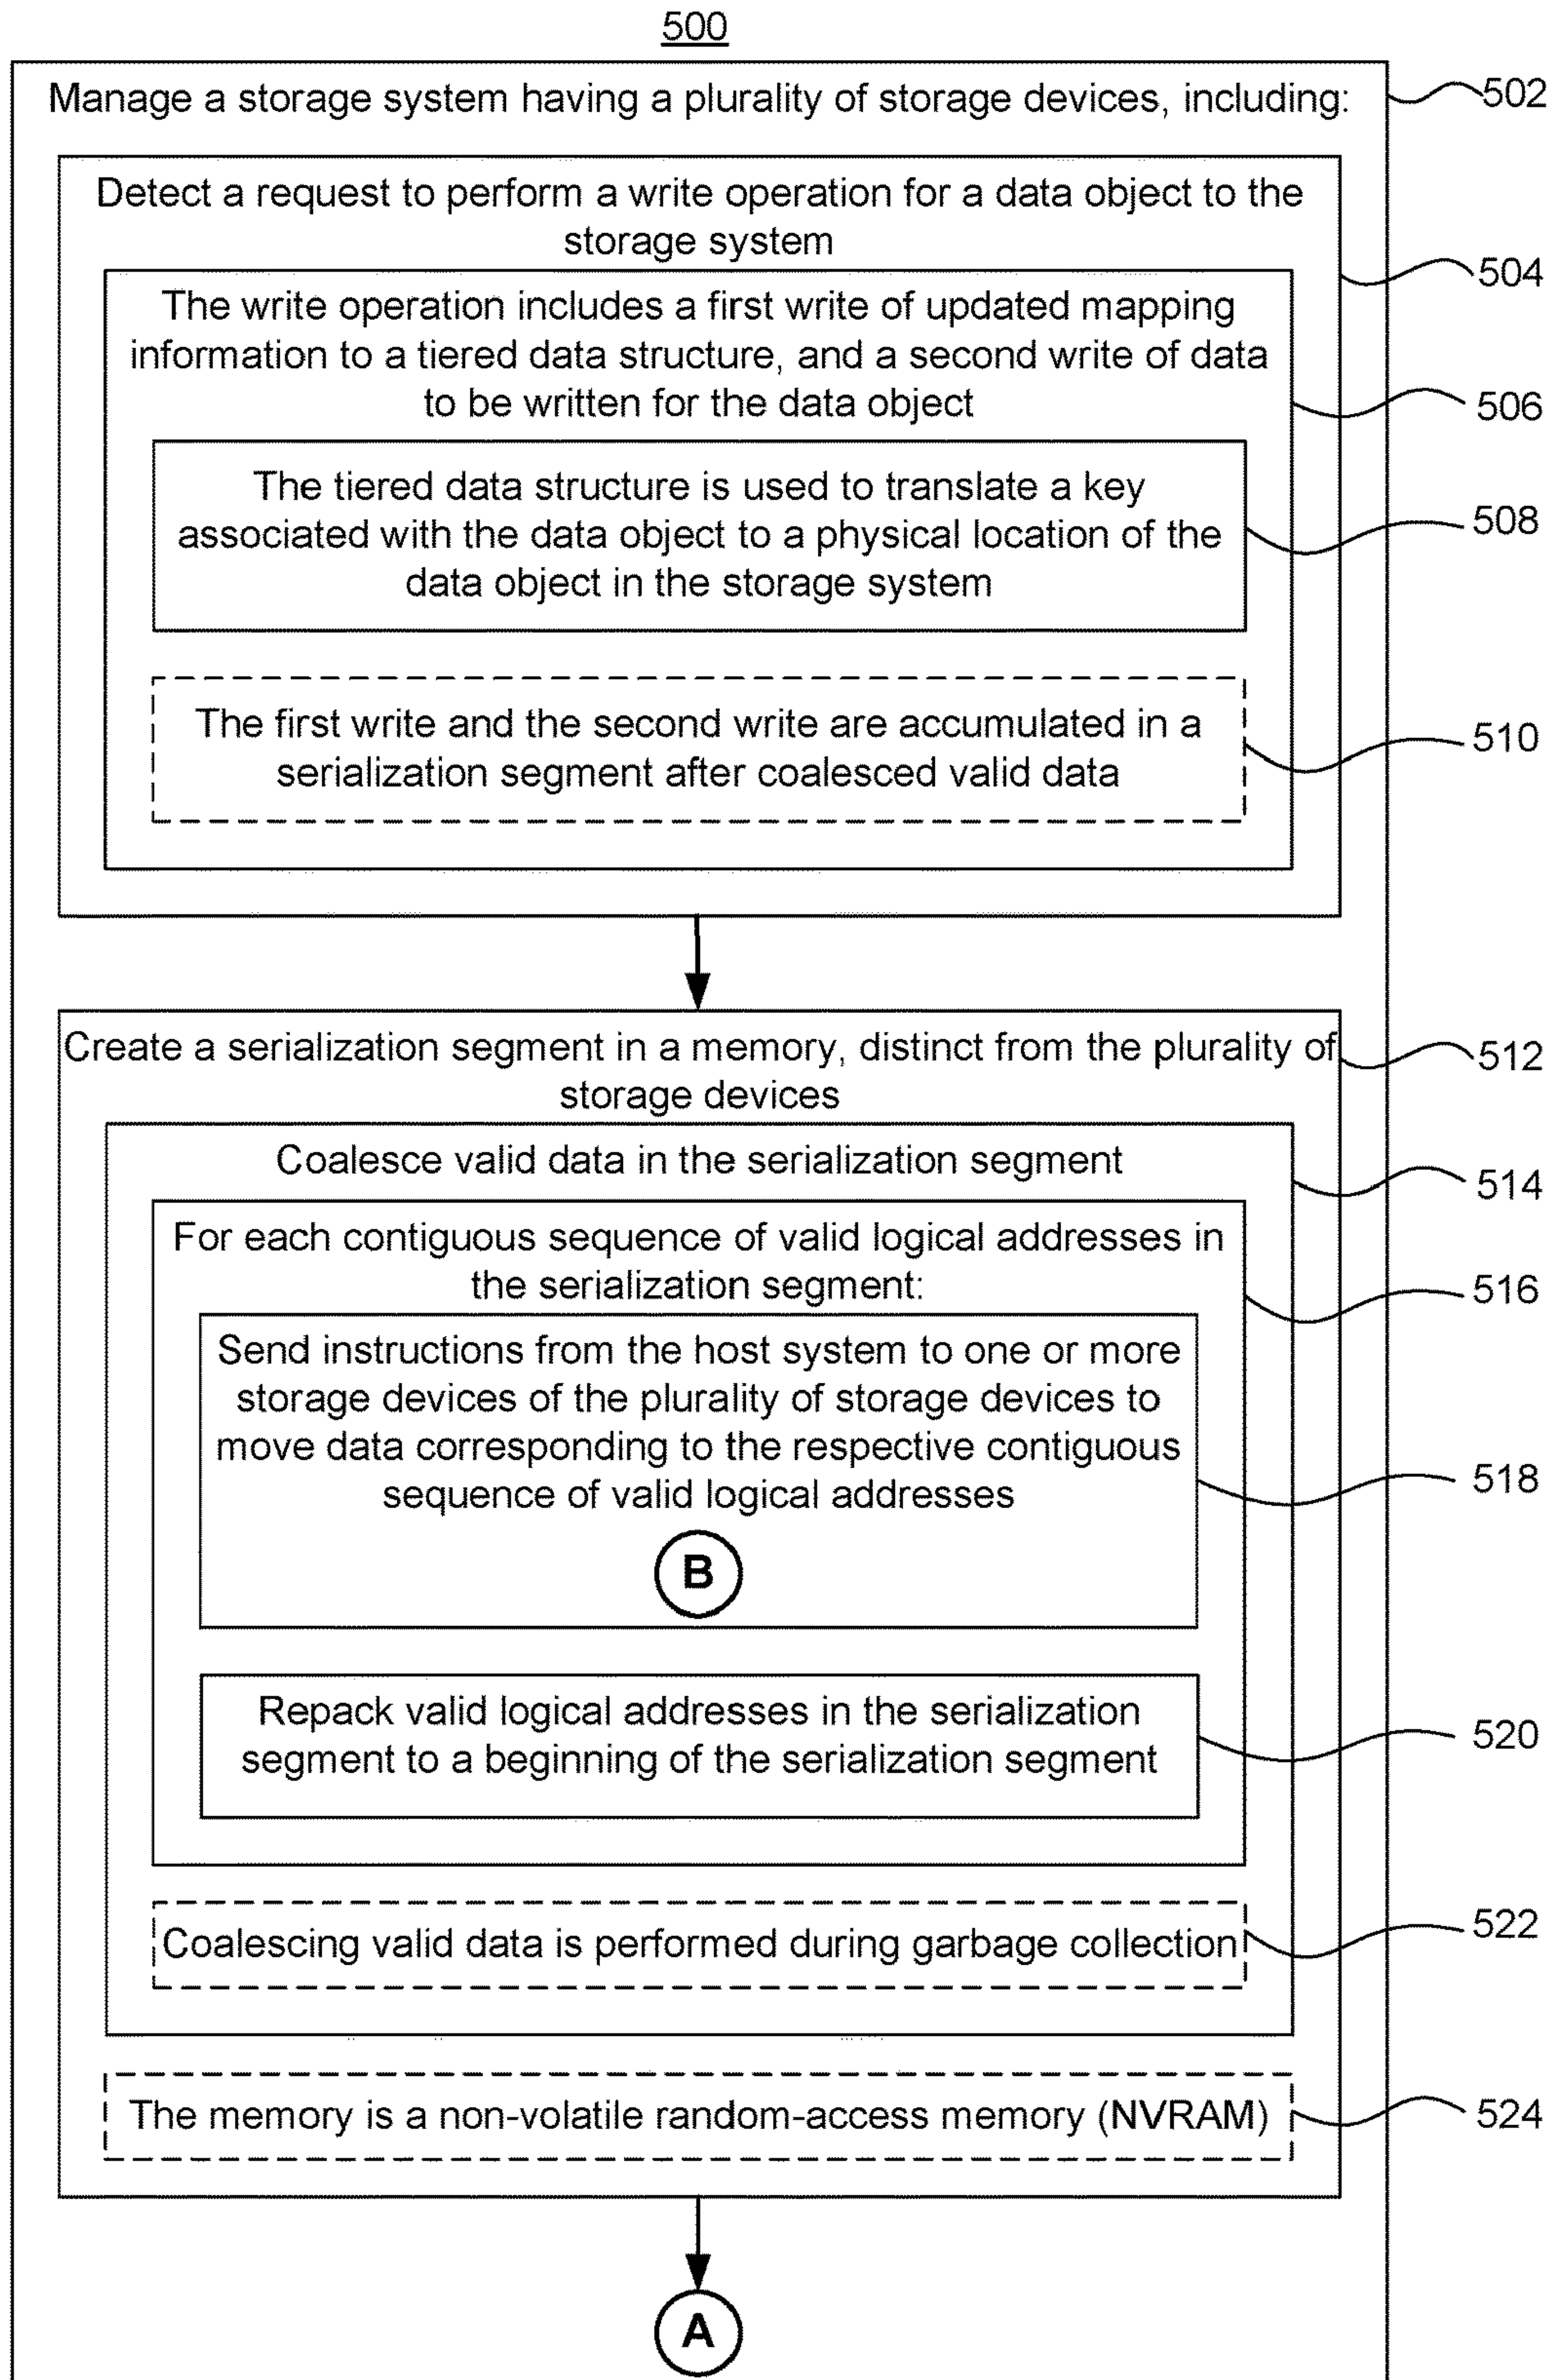 500
Manage a storage system having a plurality of storage devices, including:
502
Detect a request to perform a write operation for a data object to the
storage system
504
The write operation includes a first write of updated mapping
information to a tiered data structure, and a second write of data
to be written for the data object
506
The tiered data structure is used to translate a key
associated with the data object to a physical location of the
data object in the storage system
508
The first write and the second write are accumulated in a
serialization segment after coalesced valid data
510
Create a serialization segment in a memory, distinct from the plurality of
storage devices
512
Coalesce valid data in the serialization segment
514
For each contiguous sequence of valid logical addresses in
the serialization segment:
516
Send instructions from the host system to one or more
storage devices of the plurality of storage devices to
move data corresponding to the respective contiguous
sequence of valid logical addresses
518
B
Repack valid logical addresses in the serialization
segment to a beginning of the serialization segment
520
Coalescing valid data is performed during garbage collection
522
The memory is a non-volatile random-access memory (NVRAM)
524
A